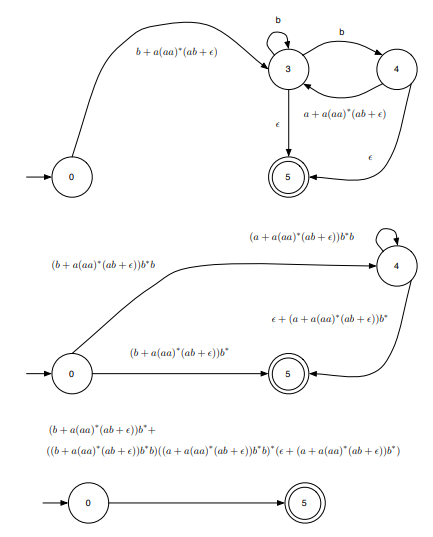 b
b
b + a(aa)*(ab + ϵ)
3
4
ϵ
a + a(aa)*(ab + ϵ)
ϵ
0
5
(a + a(aa)*(ab + ϵ))b*b
(b + a(aa)*(ab + ϵ))b*b
4
ϵ + (a + a(aa)*(ab + ϵ))b*
(b + a(aa)*(ab + ϵ))b*
0
5
(b + a(aa)*(ab + ϵ))b*+
((b + a(aa)*(ab + ϵ))b*b)((a + a(aa)*(ab + ϵ))b*b)*(ϵ + (a + a(aa)*(ab + ϵ))b*)
0
5